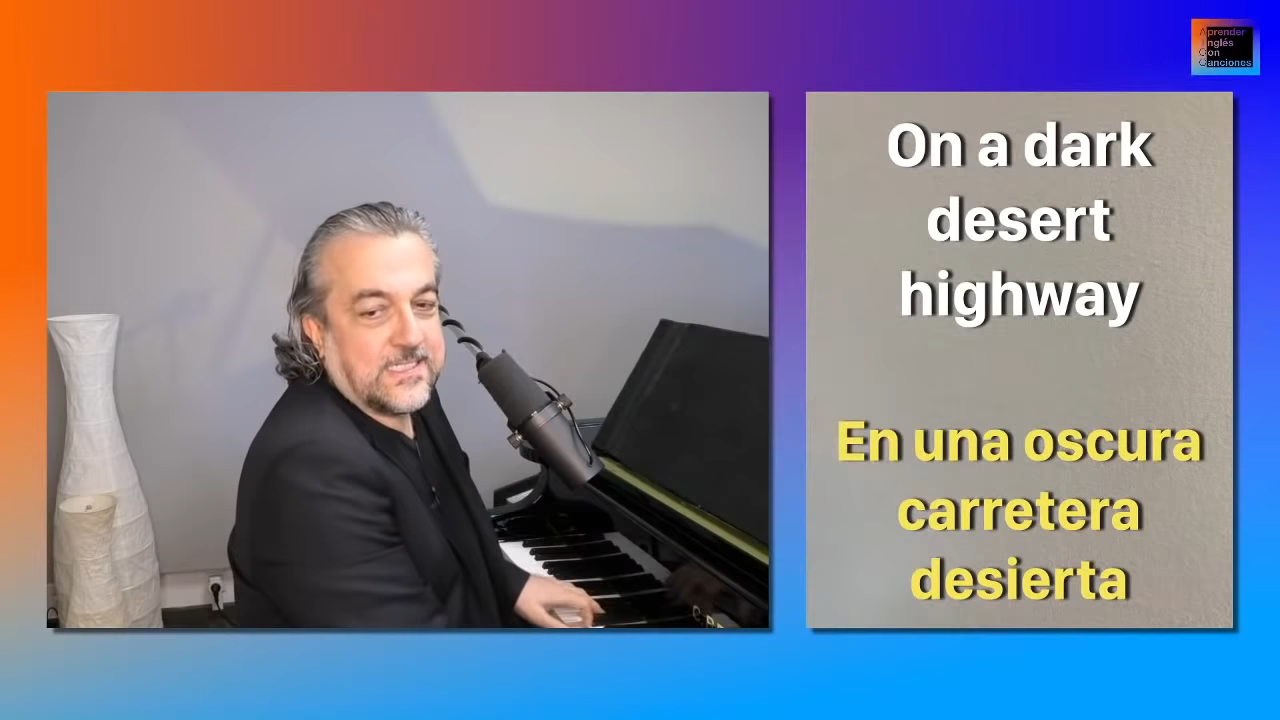 Aprender
Inglés
Con
Canciones
On a dark
desert
highway
En una oscura
carretera
desierta